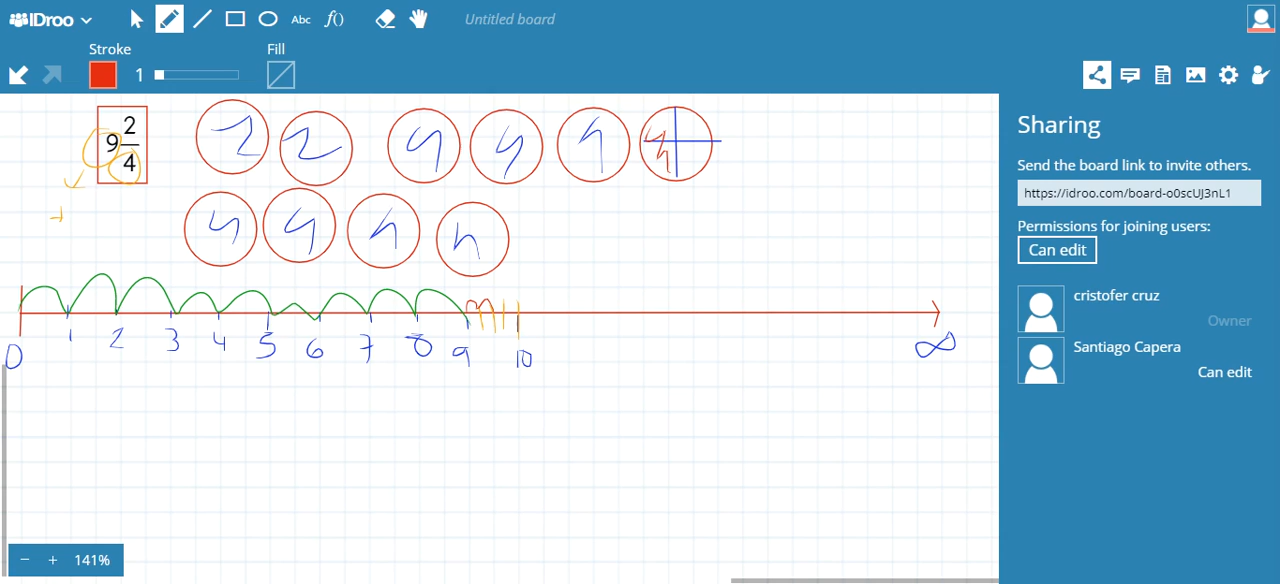 IDroo
Abc
f()
Untitled board
Stroke
Fill
1
Sharing
Send the board link to invite others.
https://idroo.com/board-o0scUJ3nL1
Permissions for joining users:
Can edit
cristofer cruz
Owner
Santiago Capera
Can edit
9 2/4
2 2 4 4 4 4
+
4 4 4 4
0 1 2 3 4 5 6 7 8 9 10 ∞
− + 141%